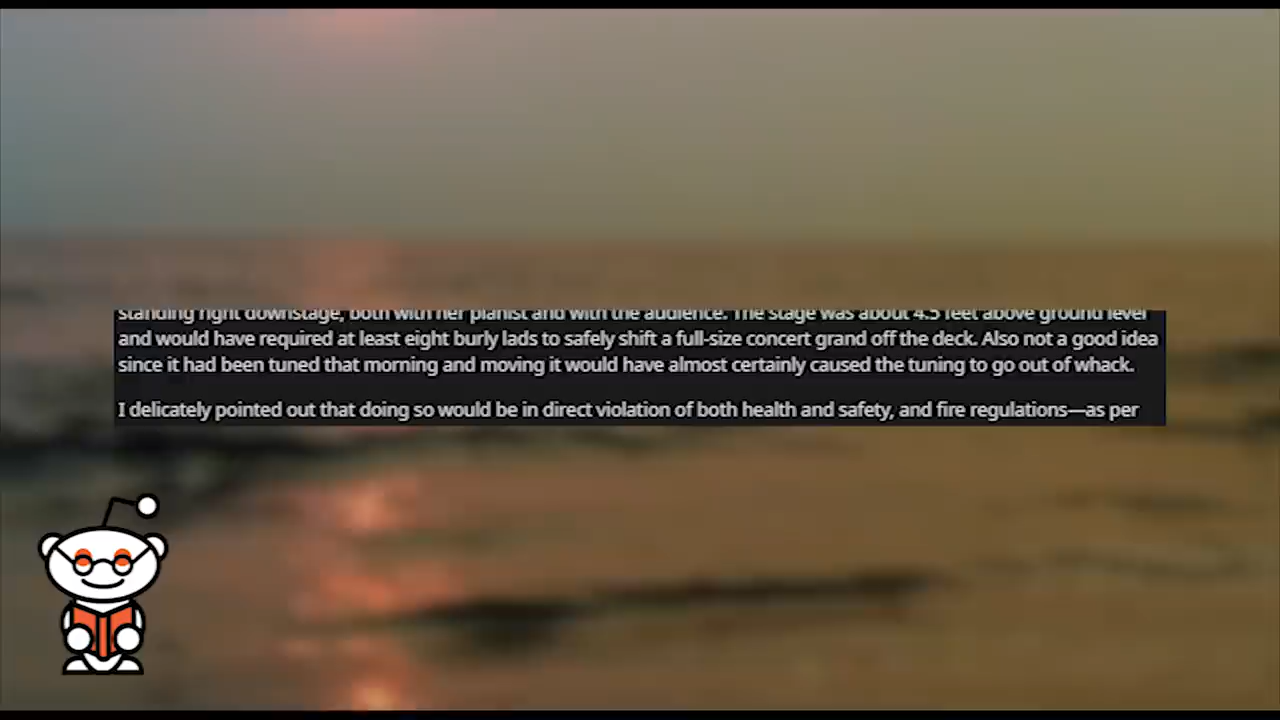 standing right downstage, both with her pianist and with the audience. The stage was about 4.5 feet above ground level
and would have required at least eight burly lads to safely shift a full-size concert grand off the deck. Also not a good idea
since it had been tuned that morning and moving it would have almost certainly caused the tuning to go out of whack.
I delicately pointed out that doing so would be in direct violation of both health and safety, and fire regulations—as per